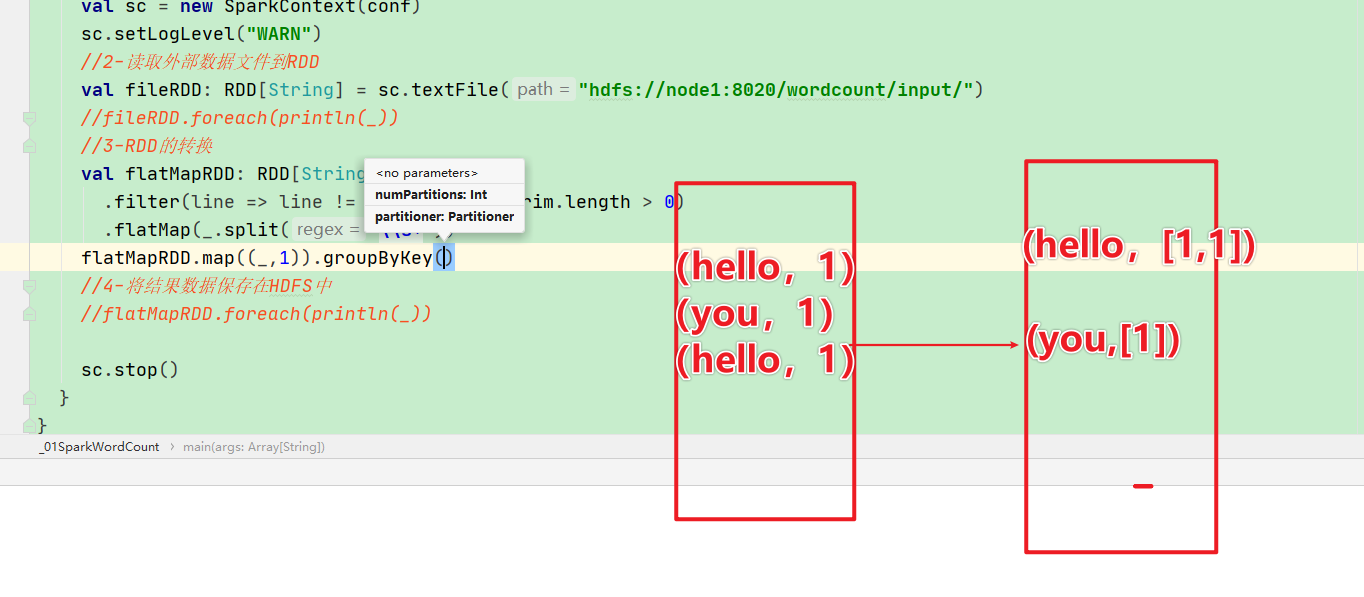 val sc = new SparkContext(conf)
sc.setLogLevel("WARN")
//2-读取外部数据文件到RDD
val fileRDD: RDD[String] = sc.textFile( path = "hdfs://node1:8020/wordcount/input/")
//fileRDD.foreach(println(_))
//3-RDD的转换
val flatMapRDD: RDD[String
<no parameters>
numPartitions: Int
partitioner: Partitioner
.filter(line => line != rim.length > 0)
.flatMap(_.split( regex =
flatMapRDD.map((_,1)).groupByKey()
//4-将结果数据保存在HDFS中
//flatMapRDD.foreach(println(_))
sc.stop()
}
}
_01SparkWordCount › main(args: Array[String])
(hello, 1)
(you, 1)
(hello, 1)
(hello, [1,1])
(you,[1])